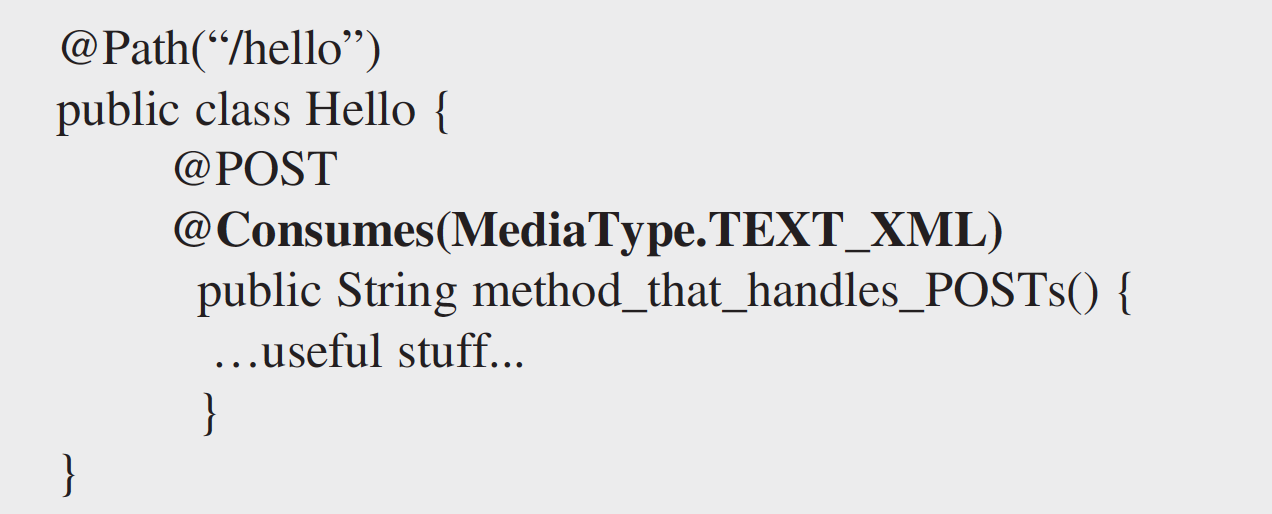 @Path(“/hello”)
public class Hello {
@POST
@Consumes(MediaType.TEXT_XML)
public String method_that_handles_POSTs() {
…useful stuff...
}
}